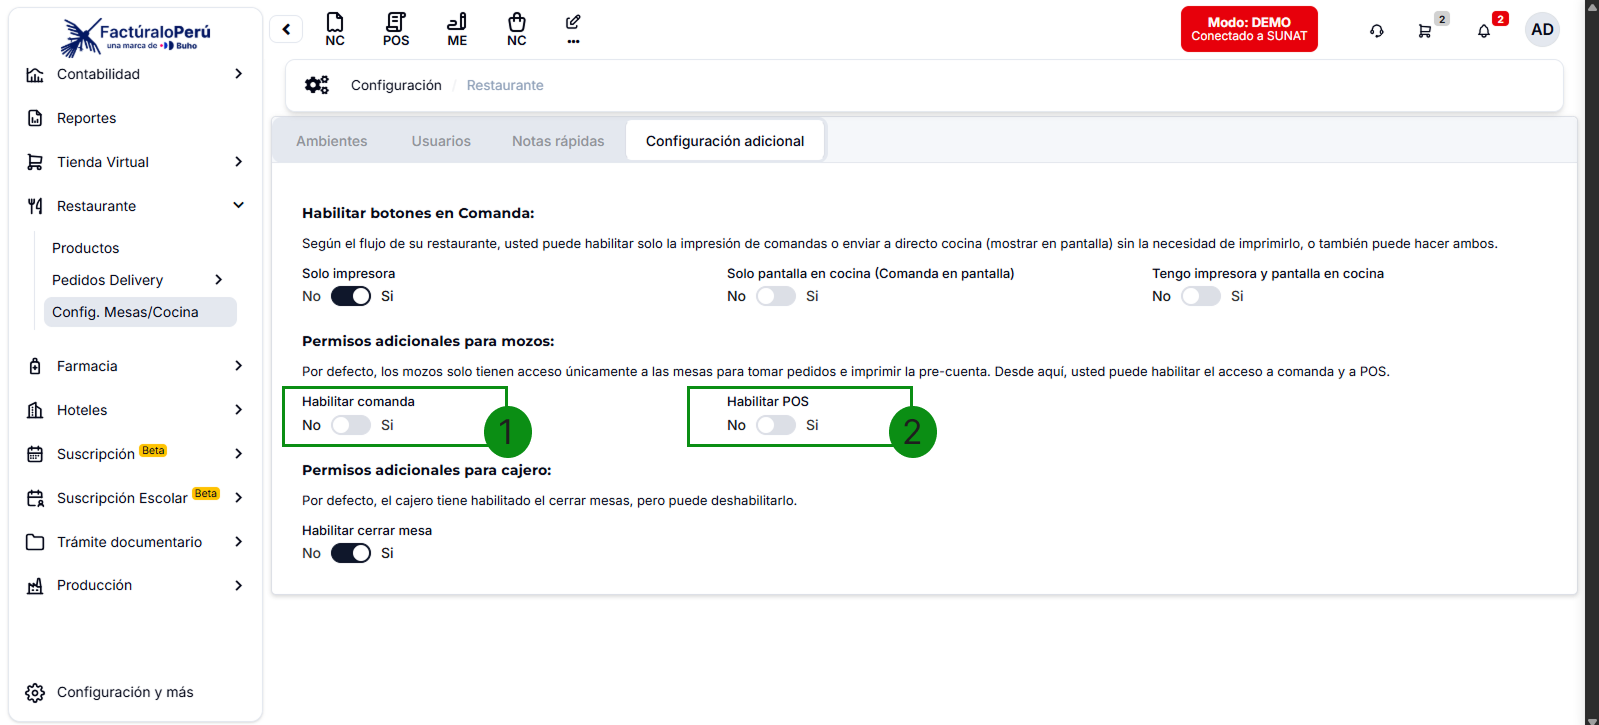 FactúraloPerú
una marca de Buho
Contabilidad
Reportes
Tienda Virtual
Restaurante
Productos
Pedidos Delivery
Config. Mesas/Cocina
Farmacia
Hoteles
Suscripción Beta
Suscripción Escolar Beta
Trámite documentario
Producción
Configuración y más
NC
POS
ME
NC
Modo: DEMO
Conectado a SUNAT
2
2
AD
Configuración / Restaurante
Ambientes
Usuarios
Notas rápidas
Configuración adicional
Habilitar botones en Comanda:
Según el flujo de su restaurante, usted puede habilitar solo la impresión de comandas o enviar a directo cocina (mostrar en pantalla) sin la necesidad de imprimirlo, o también puede hacer ambos.
Solo impresora
No Si
Solo pantalla en cocina (Comanda en pantalla)
No Si
Tengo impresora y pantalla en cocina
No Si
Permisos adicionales para mozos:
Por defecto, los mozos solo tienen acceso únicamente a las mesas para tomar pedidos e imprimir la pre-cuenta. Desde aquí, usted puede habilitar el acceso a comanda y a POS.
Habilitar comanda
No Si
1
Habilitar POS
No Si
2
Permisos adicionales para cajero:
Por defecto, el cajero tiene habilitado el cerrar mesas, pero puede deshabilitarlo.
Habilitar cerrar mesa
No Si